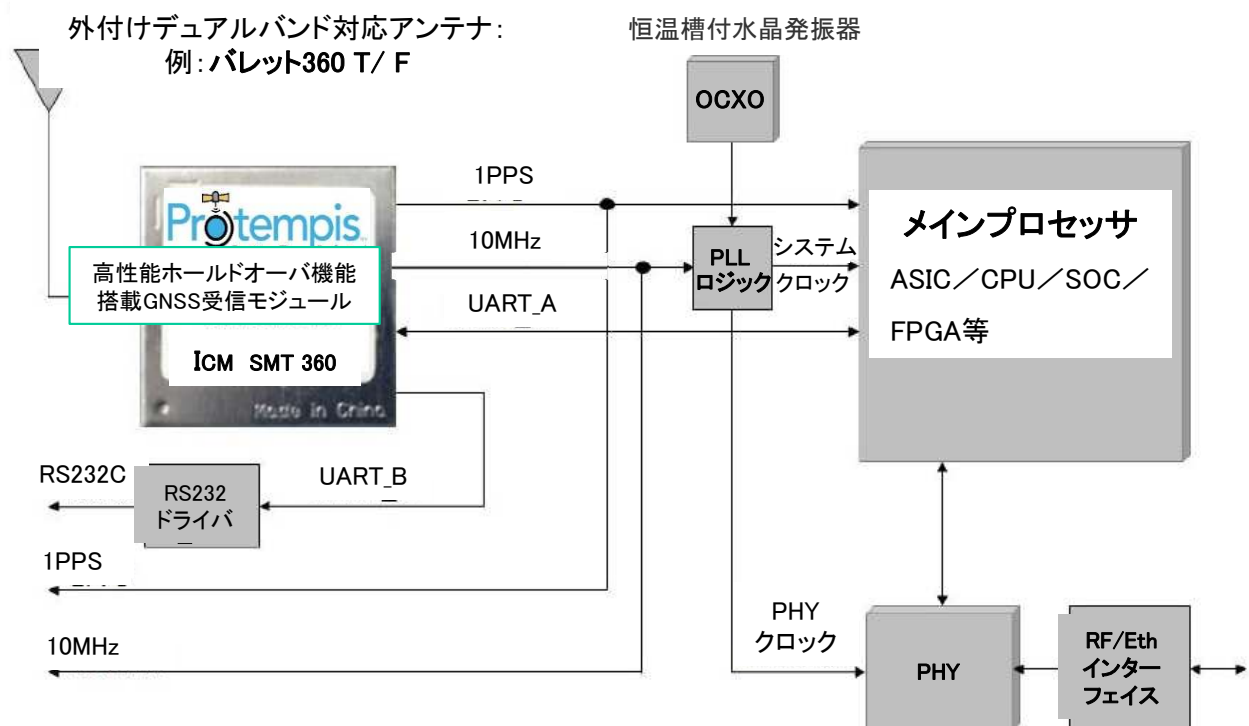 外付けデュアルバンド対応アンテナ：
例：バレット360 T/ F
恒温槽付水晶発振器
OCXO
Protempis
高性能ホールドオーバ機能
搭載GNSS受信モジュール
ICM SMT 360
Made in China
1PPS
10MHz
UART_A
PLL
ロジック
システム
クロック
メインプロセッサ
ASIC／CPU／SOC／
FPGA等
RS232C
RS232
ドライバ
UART_B
1PPS
10MHz
PHY
クロック
PHY
RF/Eth
インター
フェイス